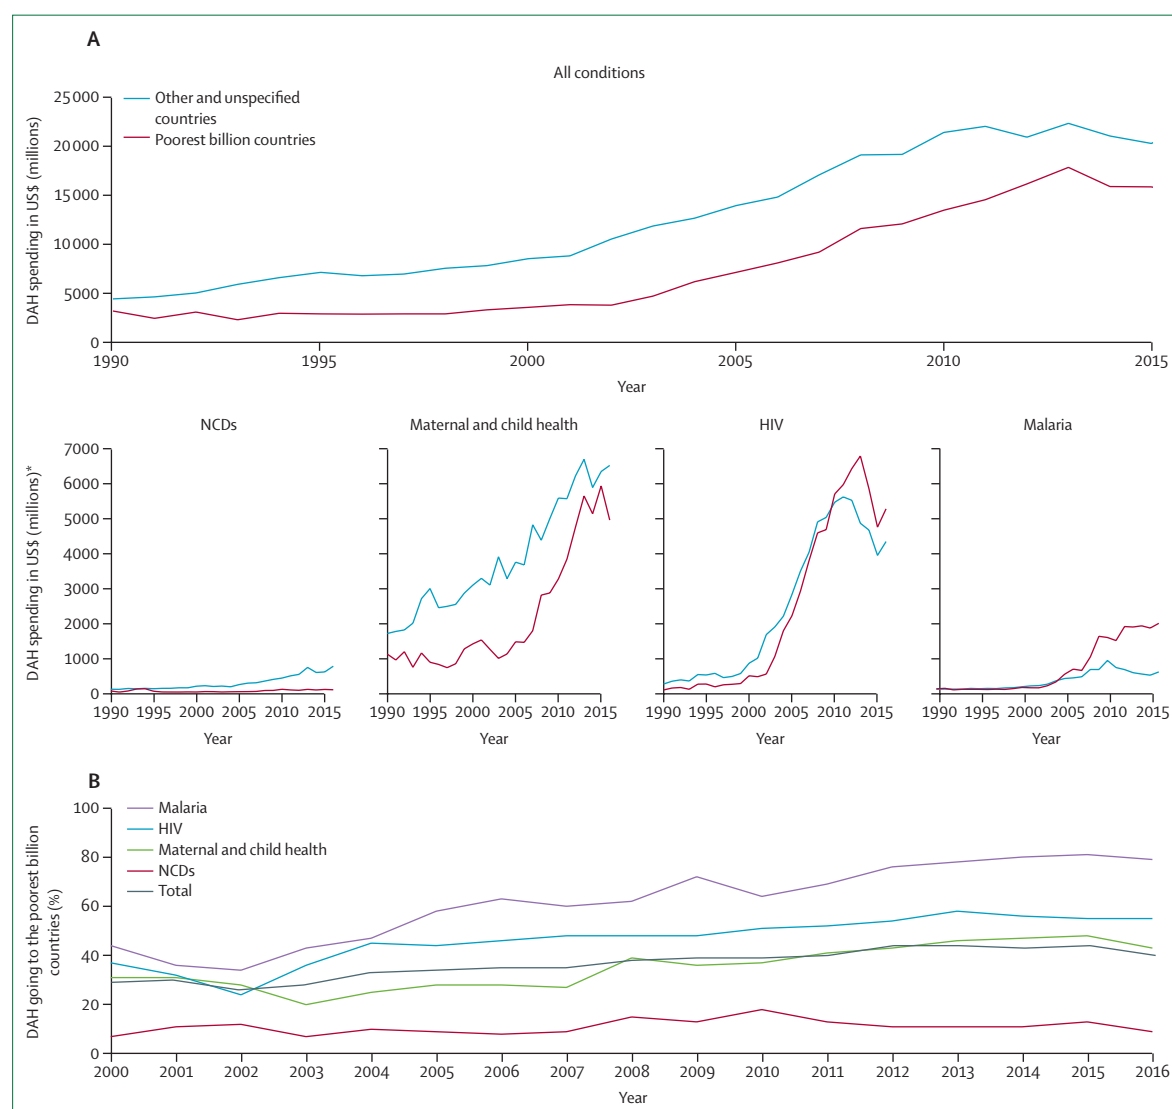 A
All conditions
DAH spending in US$ (millions)
25 000
20 000
15 000
10 000
5000
0
Other and unspecified
countries
Poorest billion countries
1990
1995
2000
2005
2010
2015
Year
NCDs
Maternal and child health
HIV
Malaria
DAH spending in US$ (millions)*
7000
6000
5000
4000
3000
2000
1000
0
1990 1995 2000 2005 2010 2015
1990 1995 2000 2005 2010 2015
1990 1995 2000 2005 2010 2015
1990 1995 2000 2005 2010 2015
Year
Year
Year
Year
B
DAH going to the poorest billion
countries (%)
100
80
60
40
20
0
Malaria
HIV
Maternal and child health
NCDs
Total
2000 2001 2002 2003 2004 2005 2006 2007 2008 2009 2010 2011 2012 2013 2014 2015 2016
Year